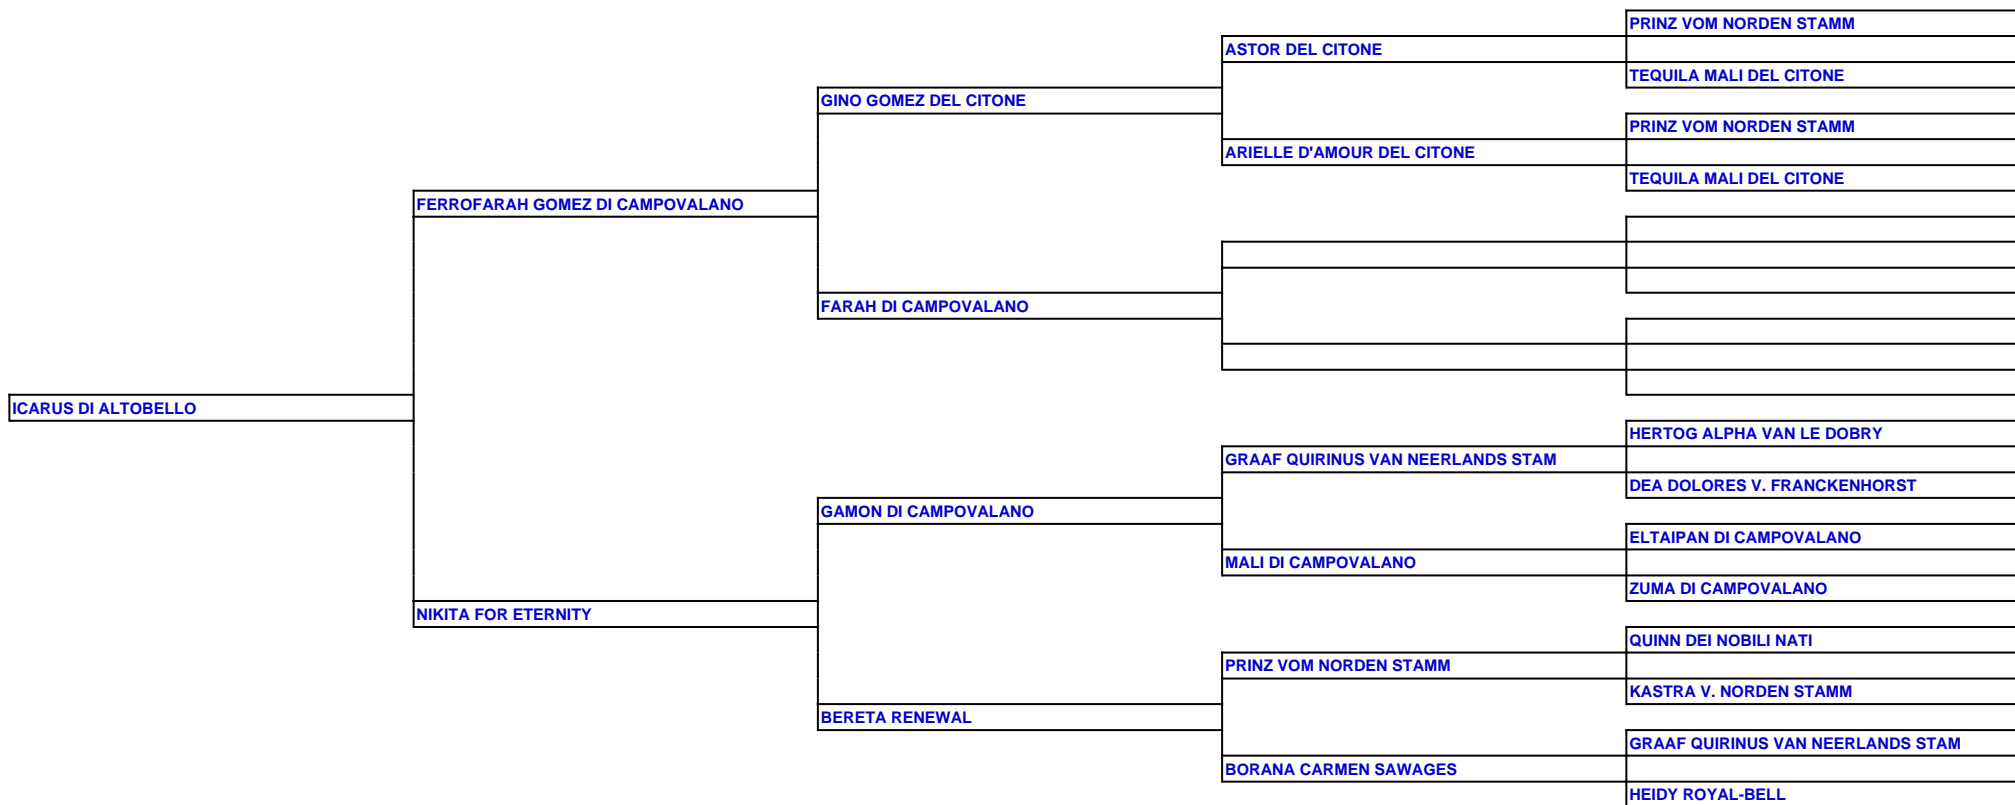 PRINZ VOM NORDEN STAMM
ASTOR DEL CITONE
TEQUILA MALI DEL CITONE
GINO GOMEZ DEL CITONE
PRINZ VOM NORDEN STAMM
ARIELLE D'AMOUR DEL CITONE
TEQUILA MALI DEL CITONE
FERROFARAH GOMEZ DI CAMPOVALANO
FARAH DI CAMPOVALANO
ICARUS DI ALTOBELLO
HERTOG ALPHA VAN LE DOBRY
GRAAF QUIRINUS VAN NEERLANDS STAM
DEA DOLORES V. FRANCKENHORST
GAMON DI CAMPOVALANO
ELTAIPAN DI CAMPOVALANO
MALI DI CAMPOVALANO
ZUMA DI CAMPOVALANO
NIKITA FOR ETERNITY
QUINN DEI NOBILI NATI
PRINZ VOM NORDEN STAMM
KASTRA V. NORDEN STAMM
BERETA RENEWAL
GRAAF QUIRINUS VAN NEERLANDS STAM
BORANA CARMEN SAWAGES
HEIDY ROYAL-BELL